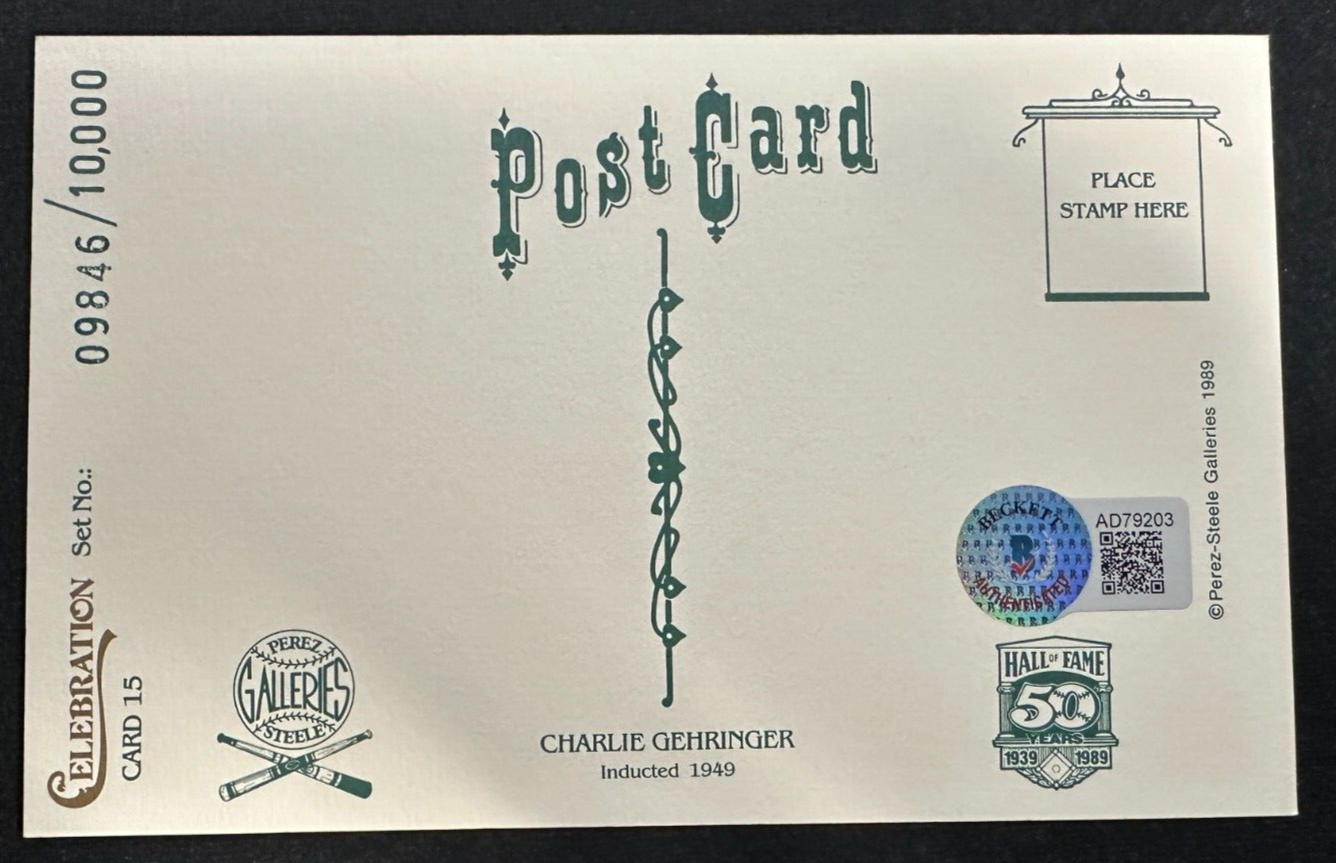 Post Card
PLACE
STAMP HERE
09846/10,000
CELEBRATION Set No.:
CARD 15
PEREZ
GALLERIES
STEELE
CHARLIE GEHRINGER
Inducted 1949
BECKETT
AUTHENTICATED
AD79203
©Perez-Steele Galleries 1989
HALL OF FAME
50
YEARS
1939 1989